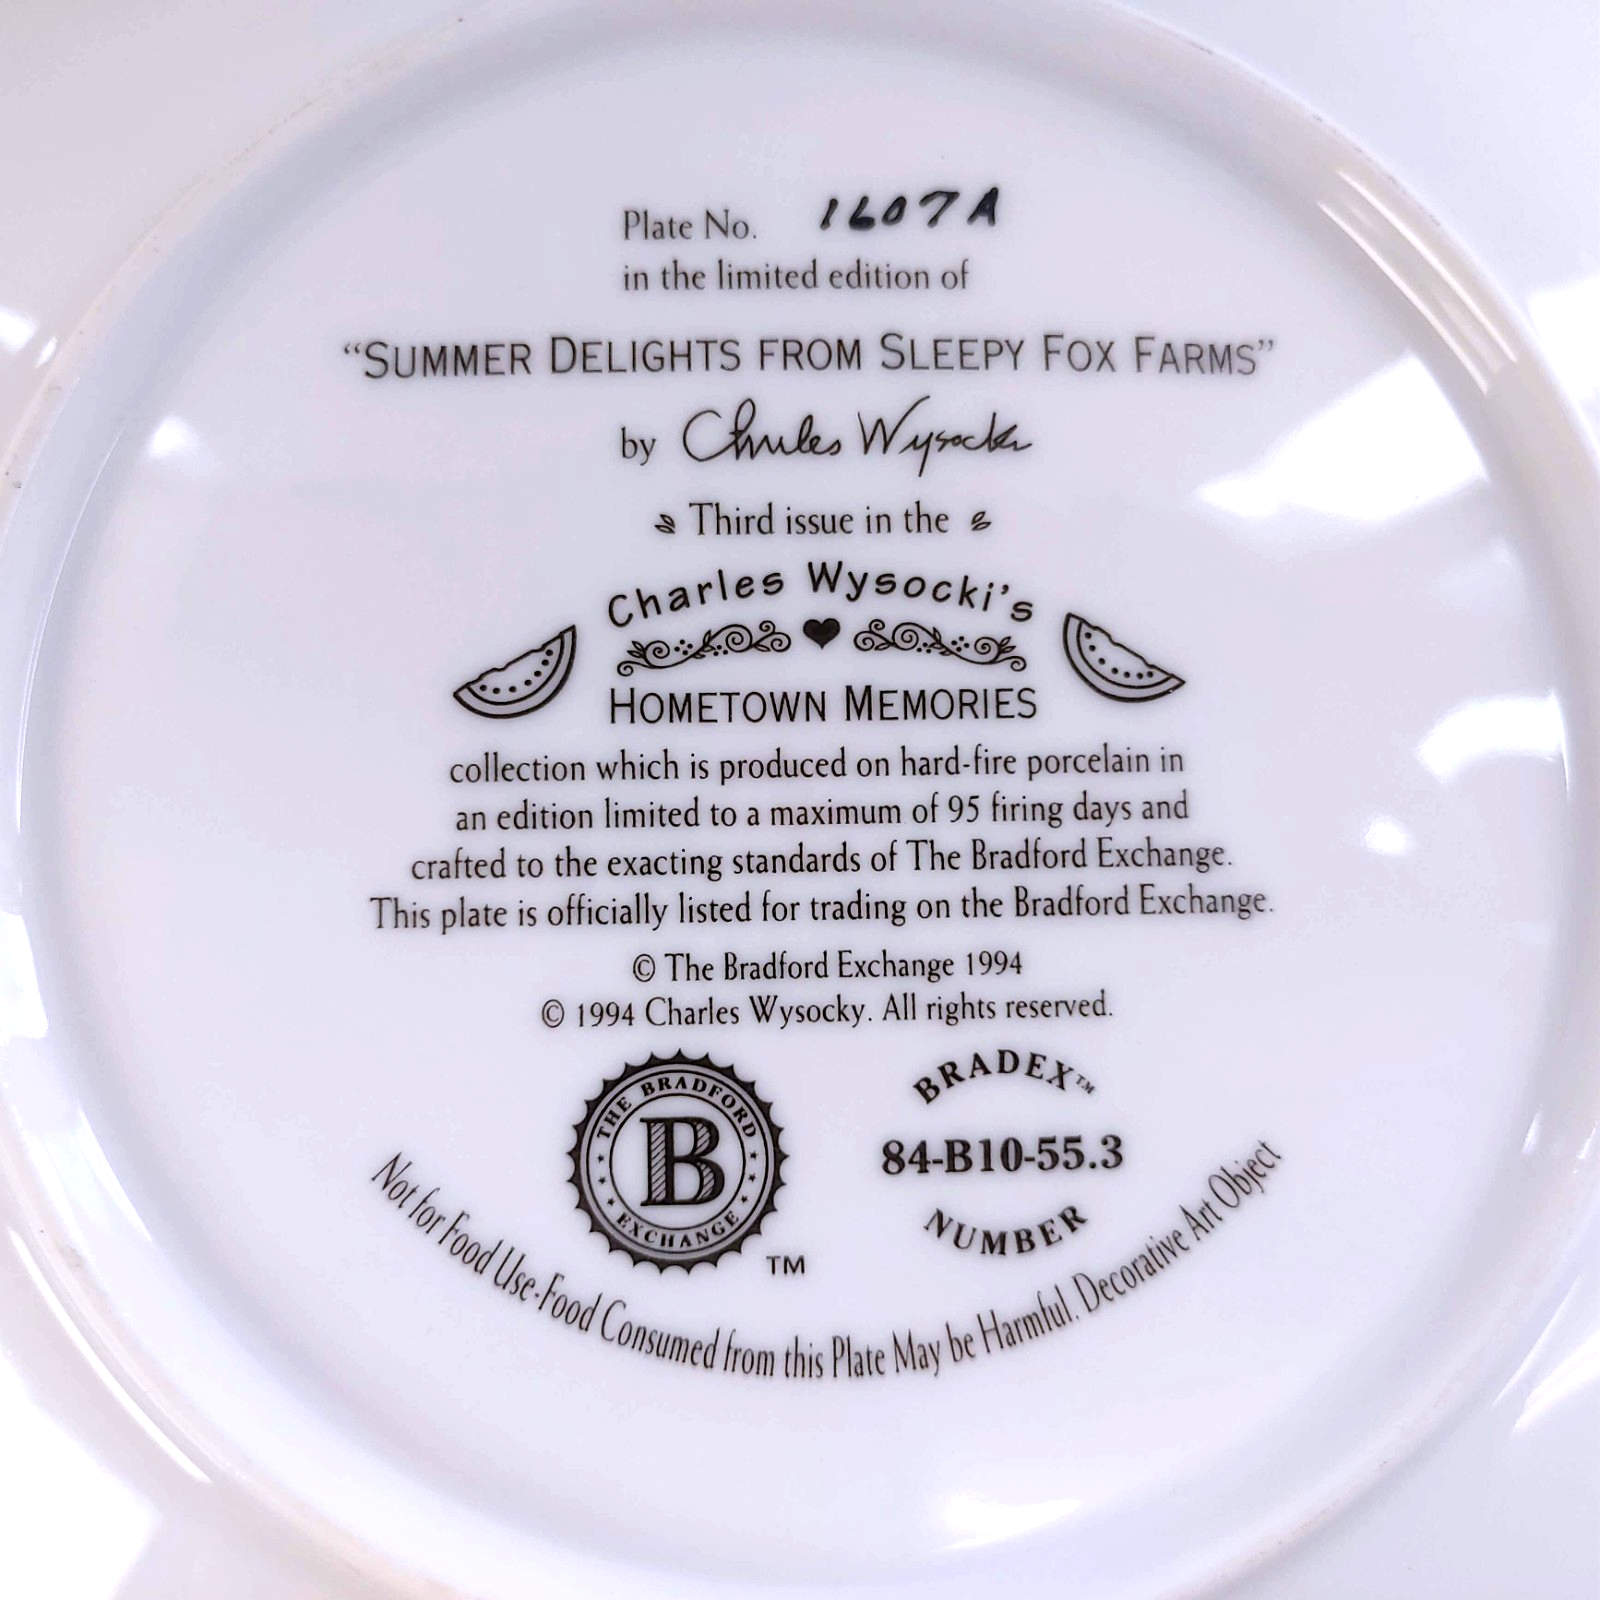 Plate No. 1607A
in the limited edition of
“SUMMER DELIGHTS FROM SLEEPY FOX FARMS”
by Charles Wysocki
Third issue in the
Charles Wysocki's
HOMETOWN MEMORIES
collection which is produced on hard-fire porcelain in
an edition limited to a maximum of 95 firing days and
crafted to the exacting standards of The Bradford Exchange.
This plate is officially listed for trading on the Bradford Exchange.
© The Bradford Exchange 1994
© 1994 Charles Wysocky. All rights reserved.
THE BRADFORD
B
EXCHANGE
TM
BRADEX™
84-B10-55.3
NUMBER
Not for Food Use-Food Consumed from this Plate May be Harmful. Decorative Art Object